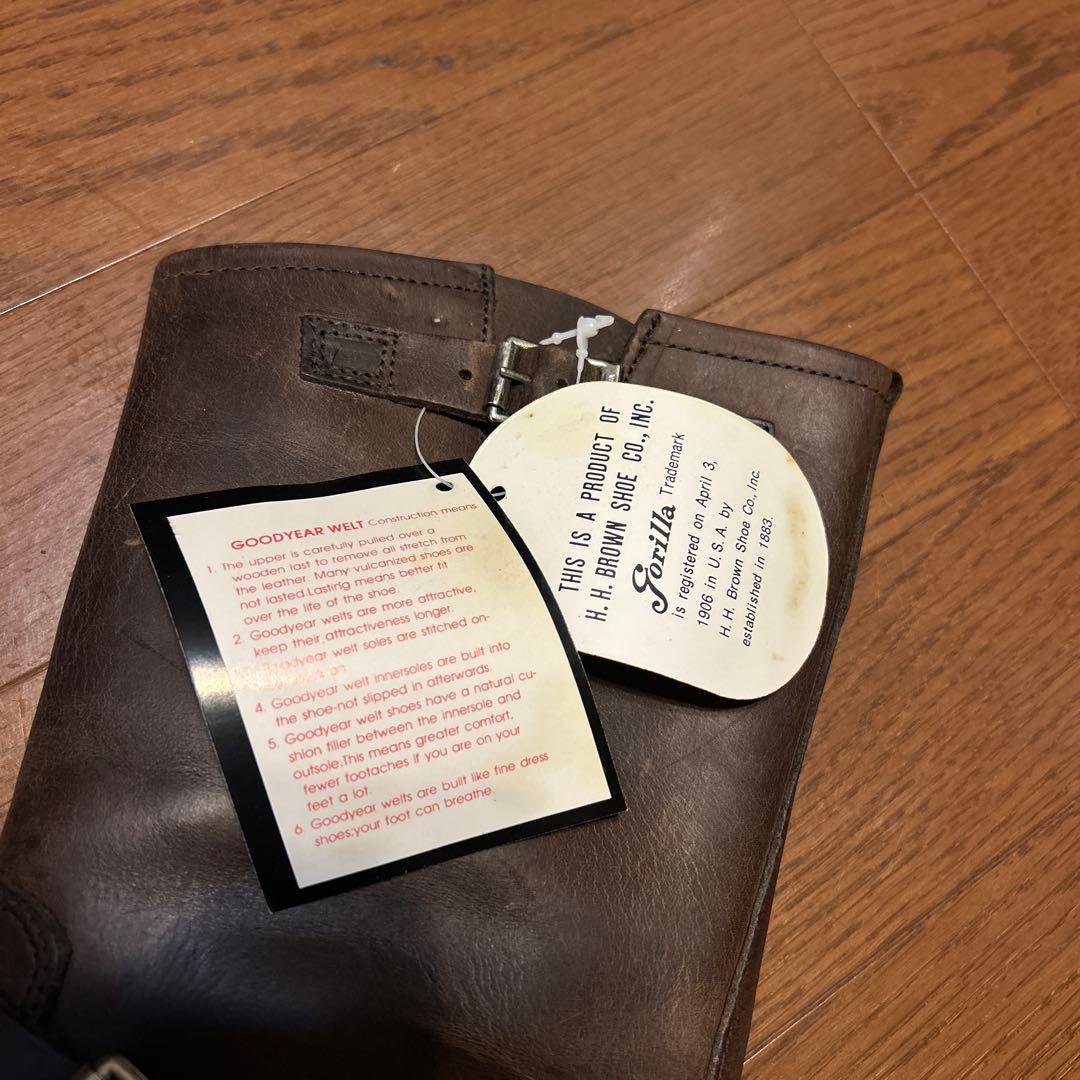 GOODYEAR WELT Construction means
1. The upper is carefully pulled over a
wooden last to remove all stretch from
the leather. Many vulcanized shoes are
not lasted.Lasting means better fit
over the life of the shoe.
2. Goodyear welts are more attractive,
keep their attractiveness longer.
Goodyear welt soles are stitched on-
4. Goodyear welt innersoles are built into
the shoe-not slipped in afterwards.
5. Goodyear welt shoes have a natural cu-
shion filler between the innersole and
outsole.This means greater comfort,
fewer footaches if you are on your
feet a lot.
6. Goodyear welts are built like fine dress
shoes;your foot can breathe.
THIS IS A PRODUCT OF
H. H. BROWN SHOE CO., INC.
Gorilla Trademark
is registered on April 3,
1906 in U. S. A. by
H. H. Brown Shoe Co., Inc.
established in 1883.